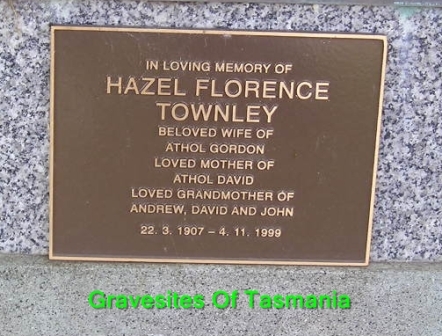 IN LOVING MEMORY OF
HAZEL FLORENCE
TOWNLEY
BELOVED WIFE OF
ATHOL GORDON
LOVED MOTHER OF
ATHOL DAVID
LOVED GRANDMOTHER OF
ANDREW, DAVID AND JOHN
22. 3. 1907 – 4. 11. 1999
Gravesites Of Tasmania